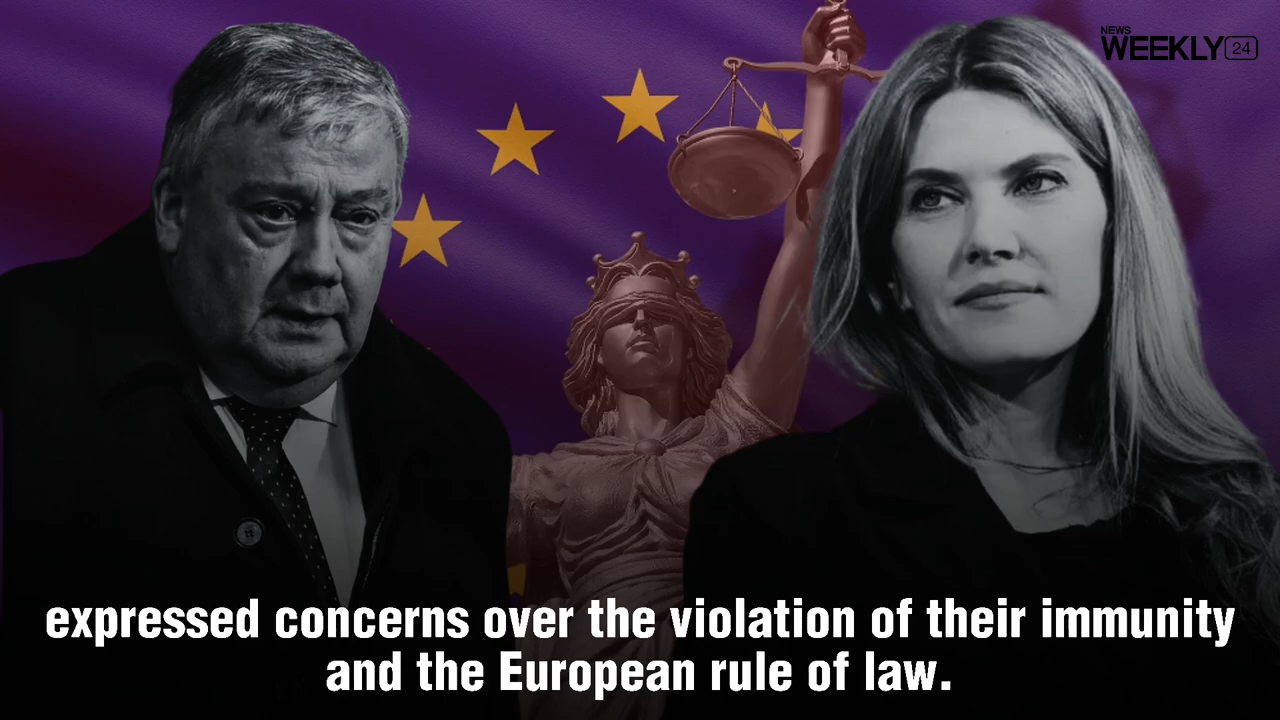 NEWS
WEEKLY 24
expressed concerns over the violation of their immunity
and the European rule of law.